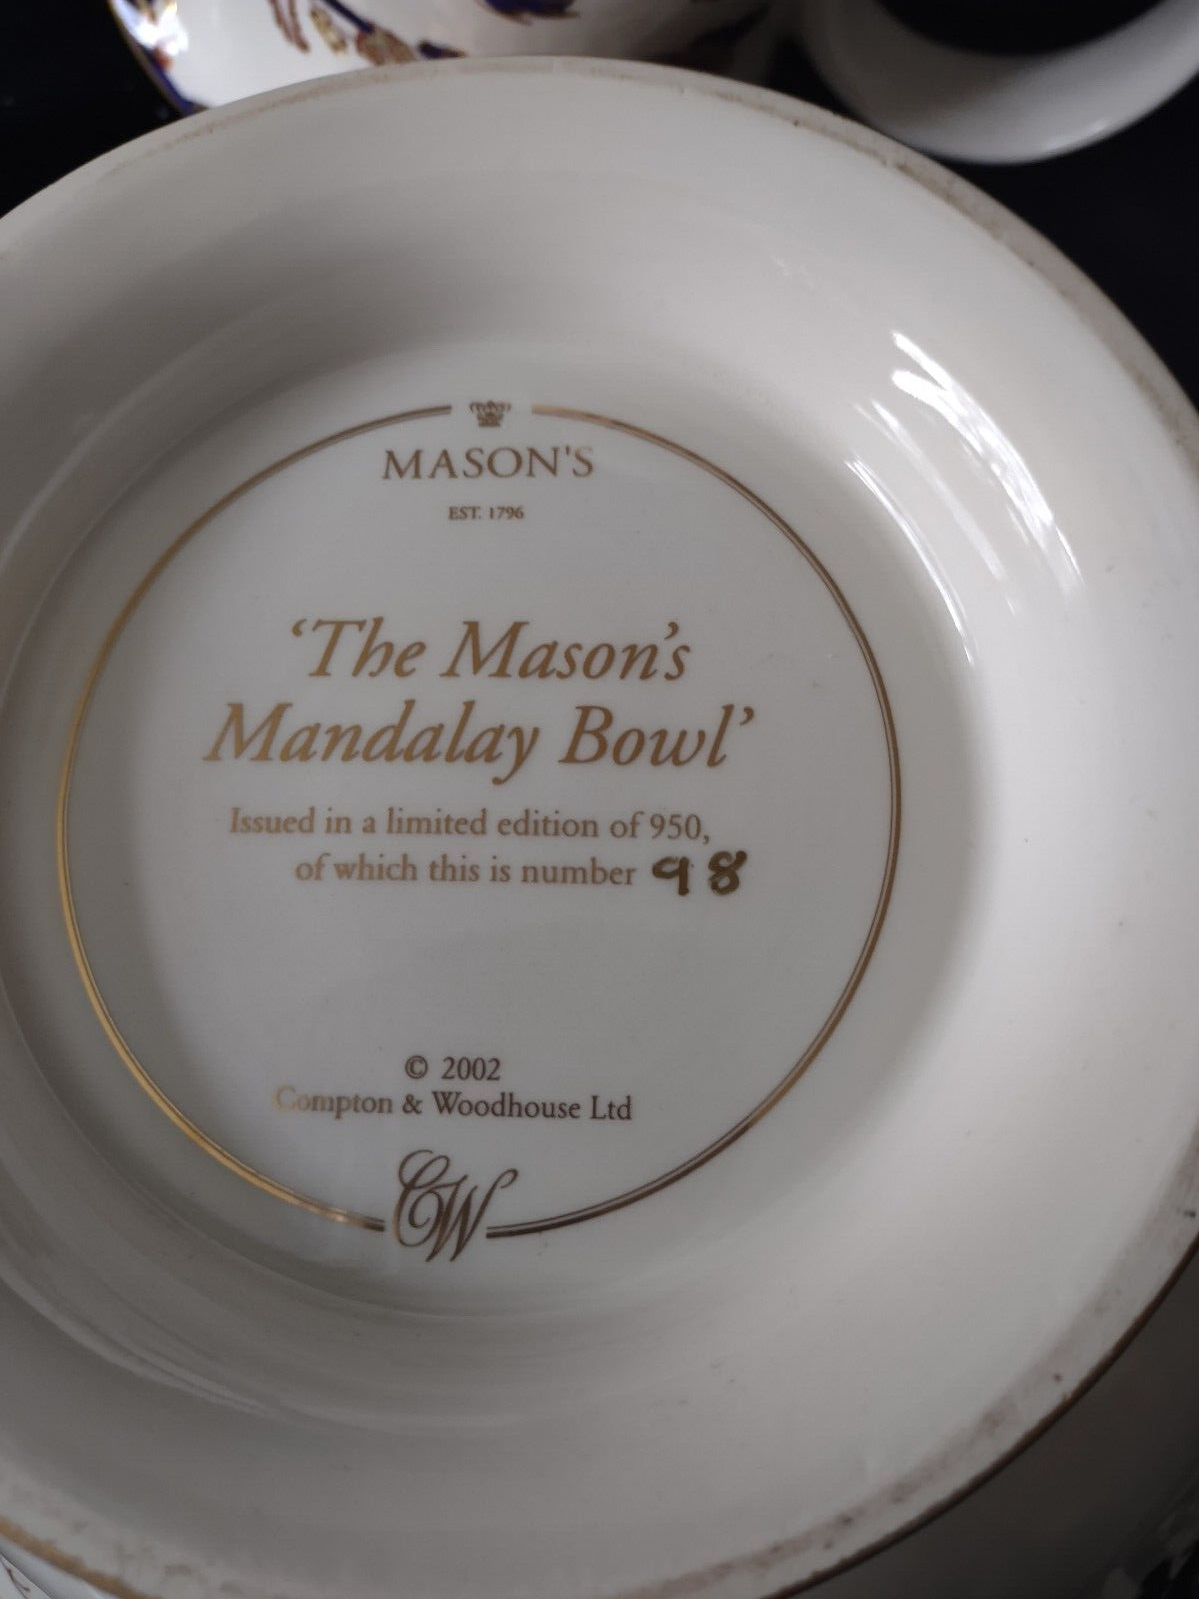 MASON'S
EST. 1796
‘The Mason’s
Mandalay Bowl’
Issued in a limited edition of 950,
of which this is number 98
© 2002
Compton & Woodhouse Ltd
CW